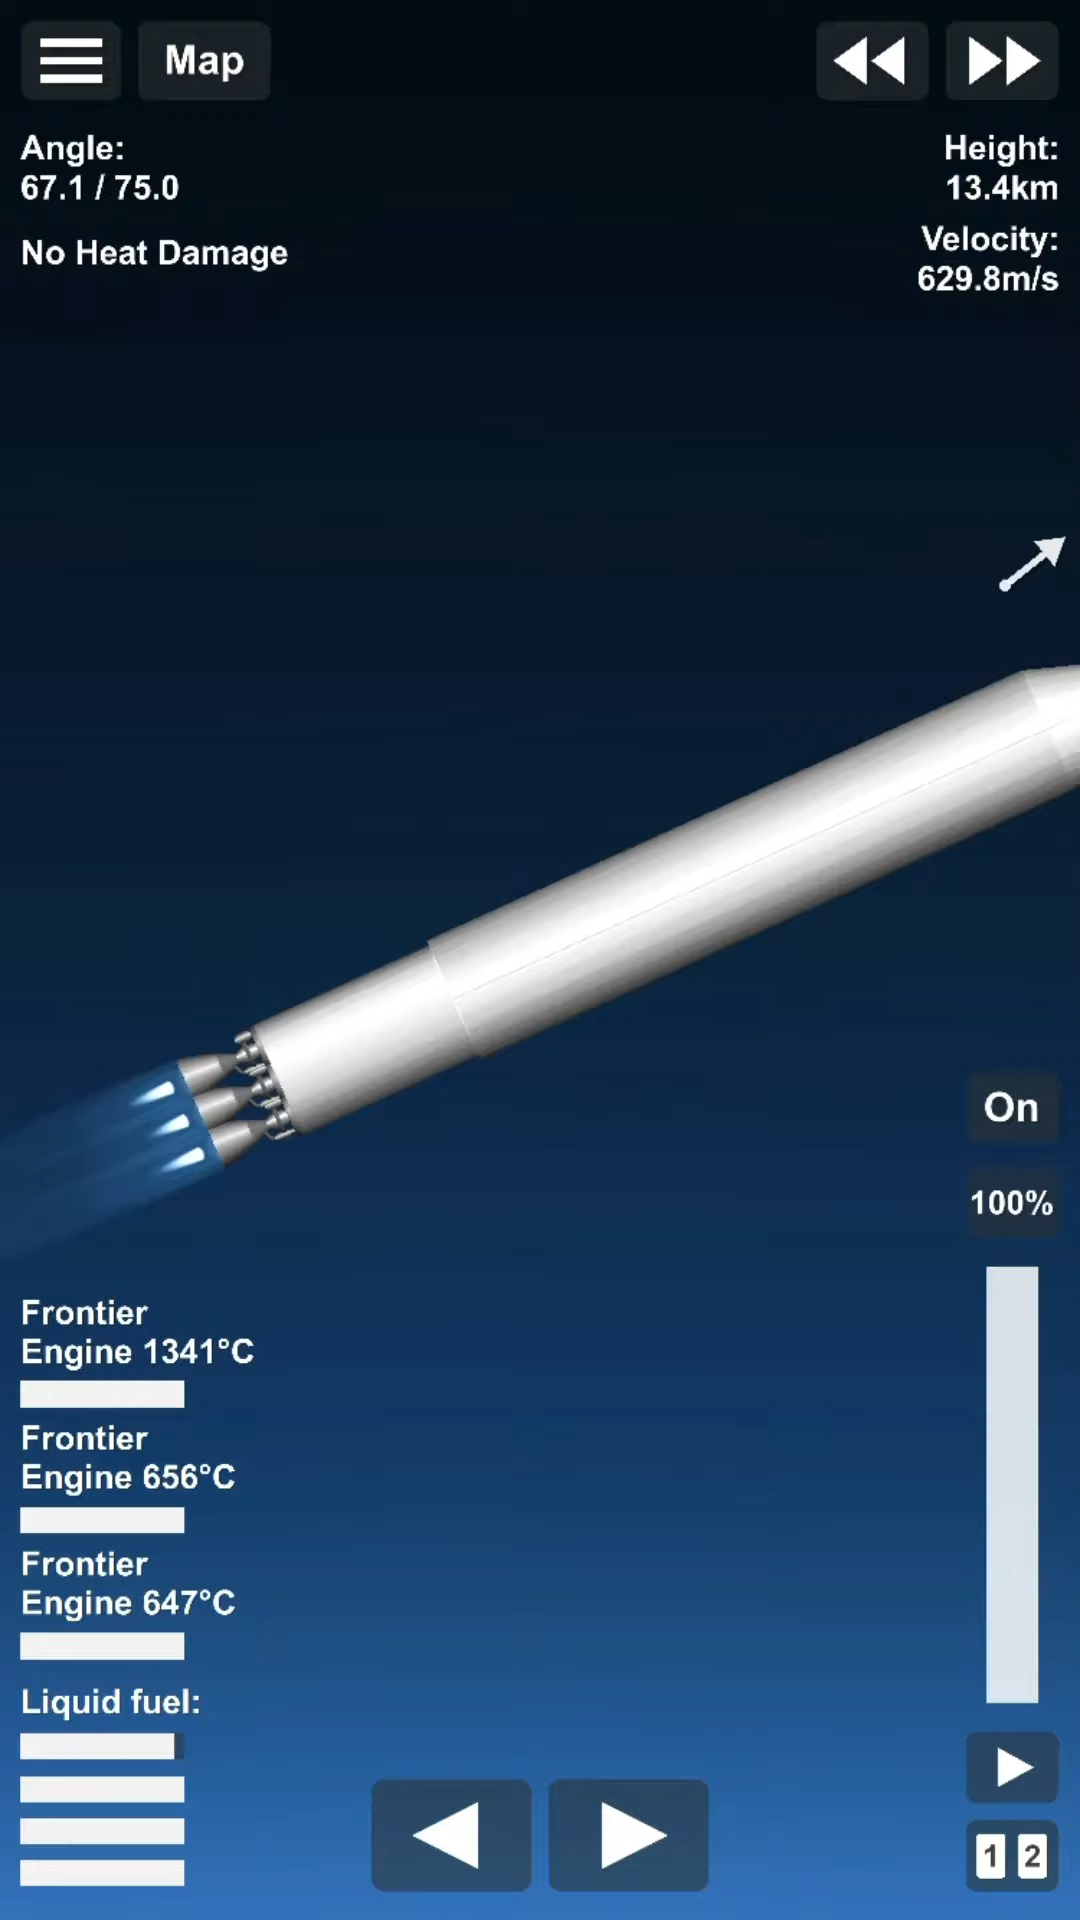 Map
Angle:
67.1 / 75.0
No Heat Damage
Height:
13.4km
Velocity:
629.8m/s
On
100%
Frontier
Engine 1341°C
Frontier
Engine 656°C
Frontier
Engine 647°C
Liquid fuel:
1 2